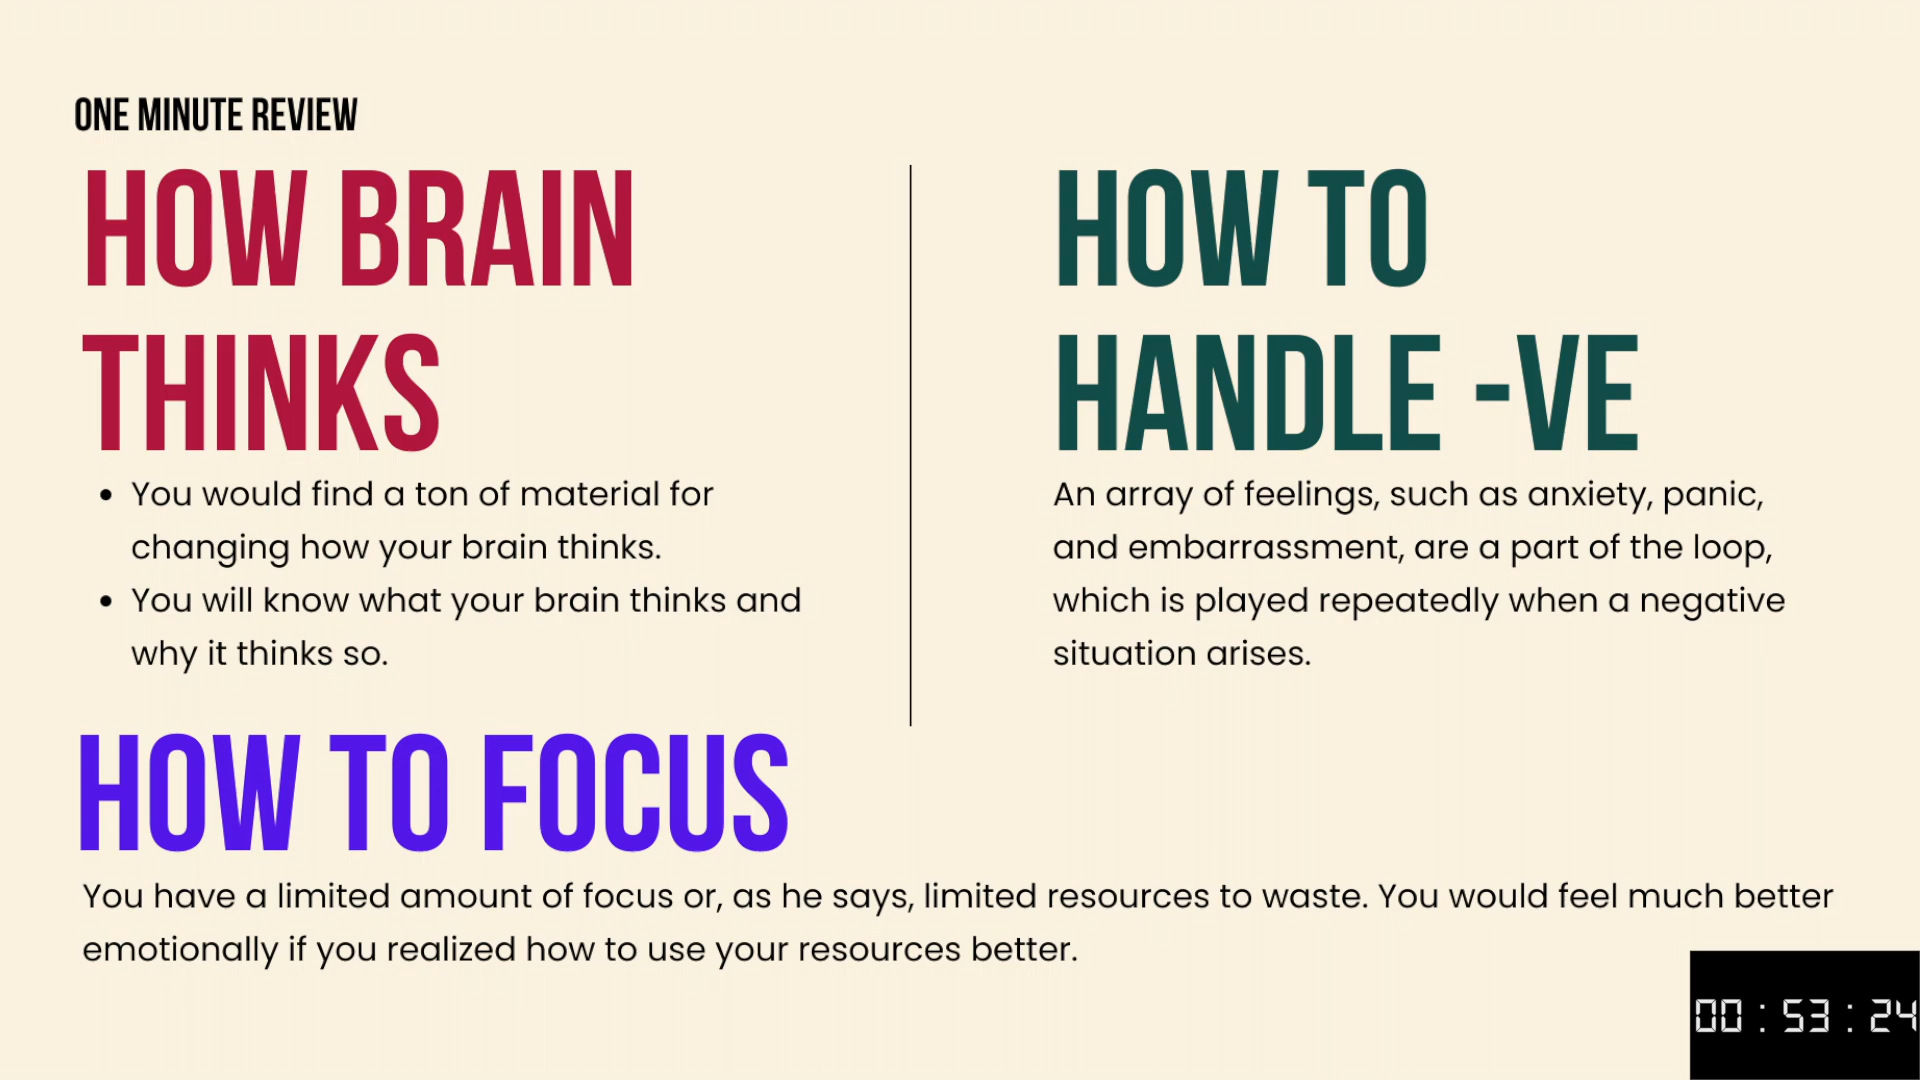 ONE MINUTE REVIEW
HOW BRAIN
THINKS
• You would find a ton of material for
changing how your brain thinks.
• You will know what your brain thinks and
why it thinks so.
HOW TO
HANDLE -VE
An array of feelings, such as anxiety, panic,
and embarrassment, are a part of the loop,
which is played repeatedly when a negative
situation arises.
HOW TO FOCUS
You have a limited amount of focus or, as he says, limited resources to waste. You would feel much better
emotionally if you realized how to use your resources better.
00:53:24